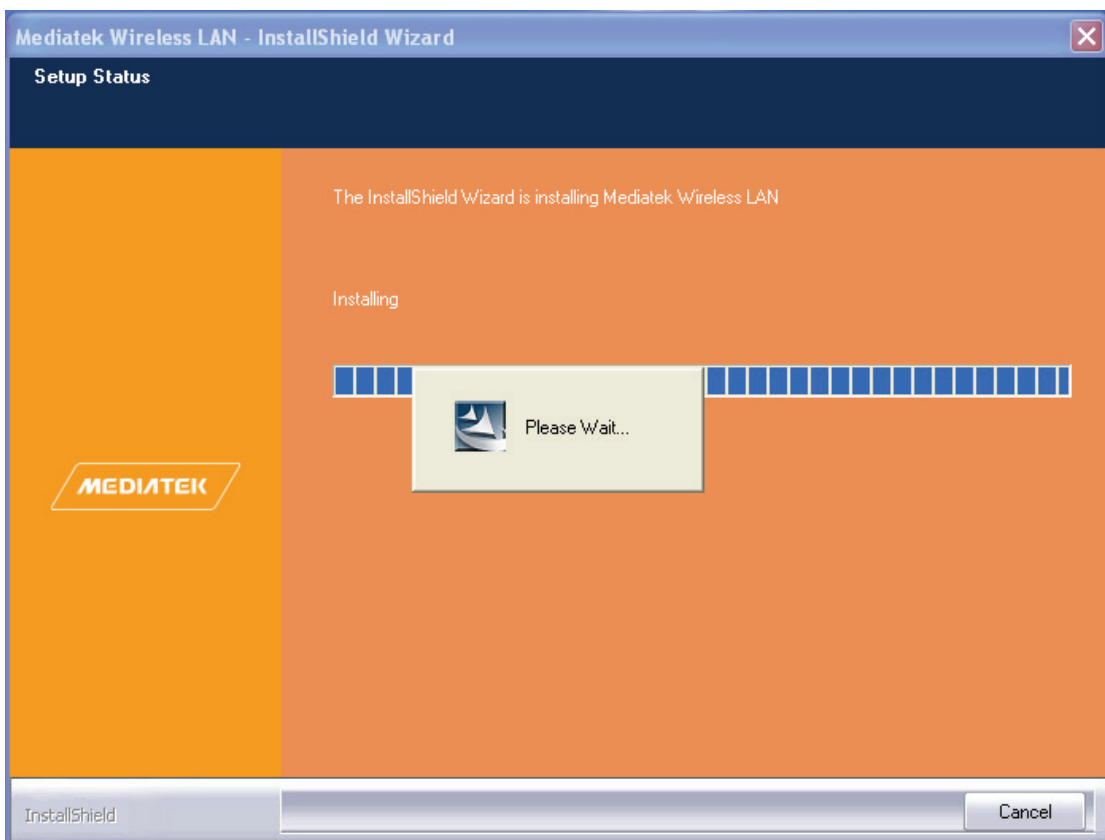 Mediatek Wireless LAN - InstallShield Wizard
Setup Status
The InstallShield Wizard is installing Mediatek Wireless LAN
Installing
Please Wait...
MEDIATEK
InstallShield
Cancel